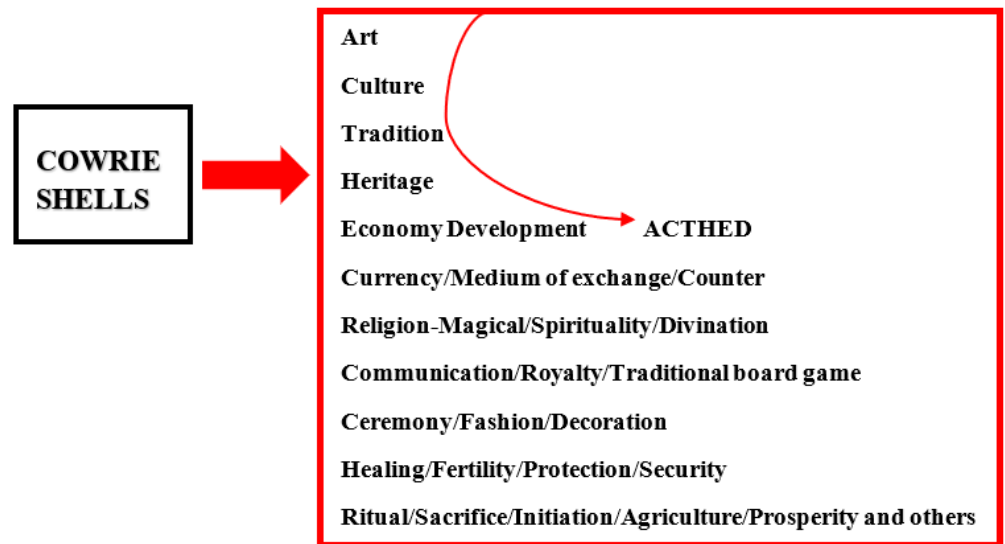 COWRIE
SHELLS
Art
Culture
Tradition
Heritage
Economy Development ACTHED
Currency/Medium of exchange/Counter
Religion-Magical/Spirituality/Divination
Communication/Royalty/Traditional board game
Ceremony/Fashion/Decoration
Healing/Fertility/Protection/Security
Ritual/Sacrifice/Initiation/Agriculture/Prosperity and others